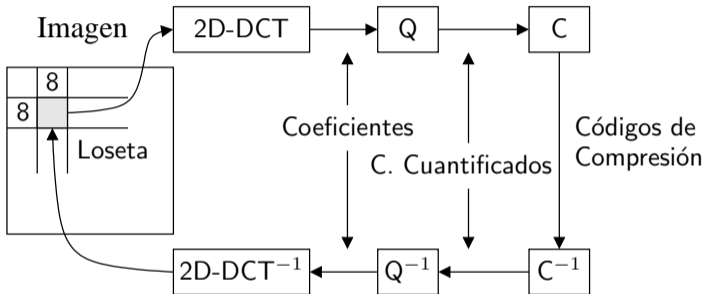 Imagen
2D-DCT
Q
C
8
8
Loseta
Coeficientes
C. Cuantificados
Códigos de
Compresión
2D-DCT⁻¹
Q⁻¹
C⁻¹